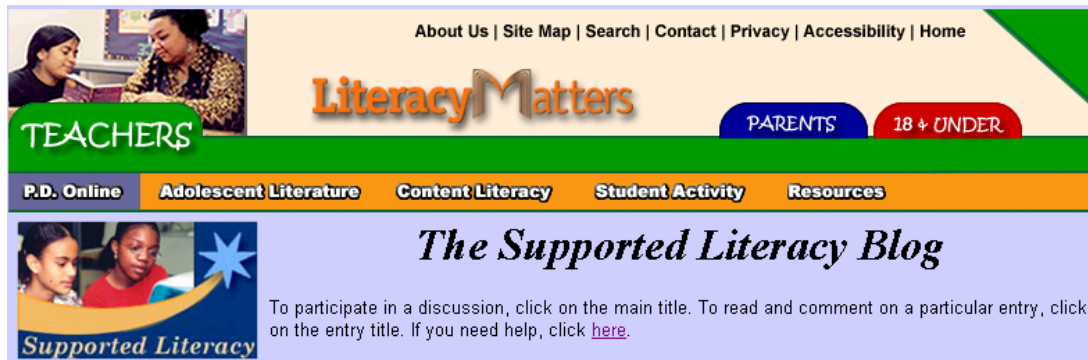 About Us | Site Map | Search | Contact | Privacy | Accessibility | Home
LiteracyMatters
TEACHERS
PARENTS
18 & UNDER
P.D. Online Adolescent Literature Content Literacy Student Activity Resources
The Supported Literacy Blog
To participate in a discussion, click on the main title. To read and comment on a particular entry, click
on the entry title. If you need help, click here.
Supported Literacy